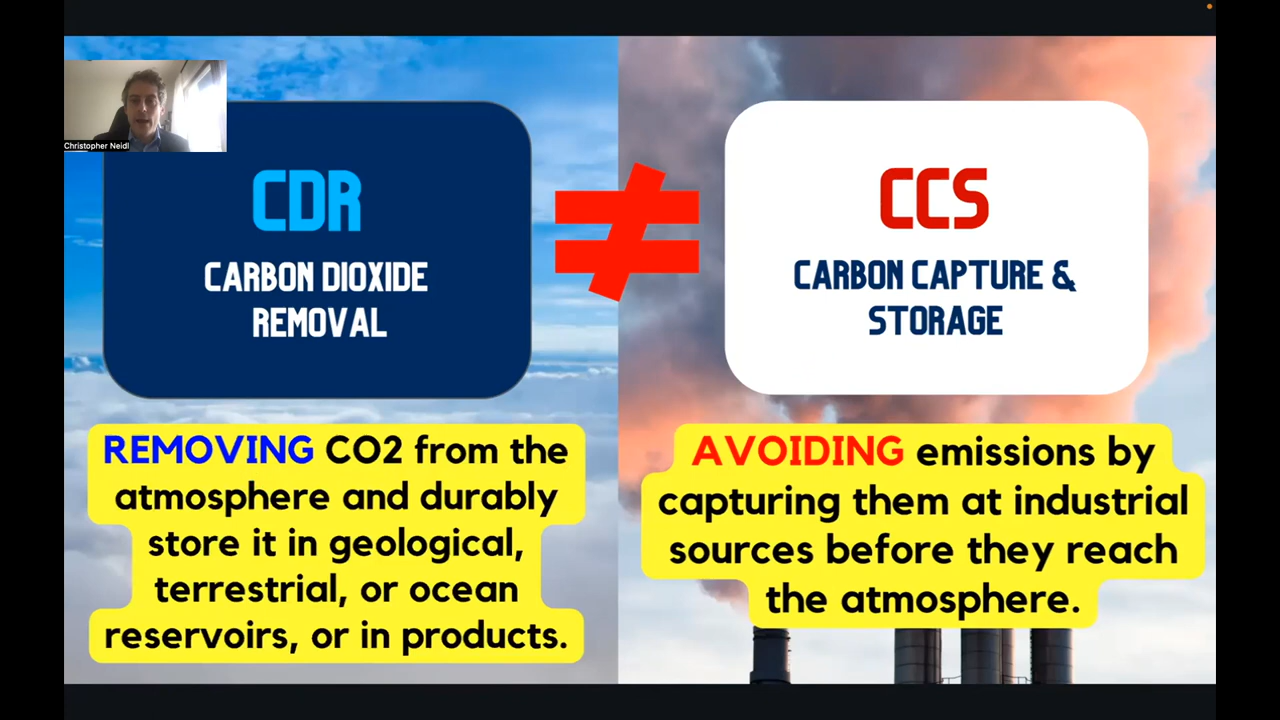 Christopher Neidl
CDR
CARBON DIOXIDE
REMOVAL
≠
CCS
CARBON CAPTURE &
STORAGE
REMOVING CO2 from the
atmosphere and durably
store it in geological,
terrestrial, or ocean
reservoirs, or in products.
AVOIDING emissions by
capturing them at industrial
sources before they reach
the atmosphere.